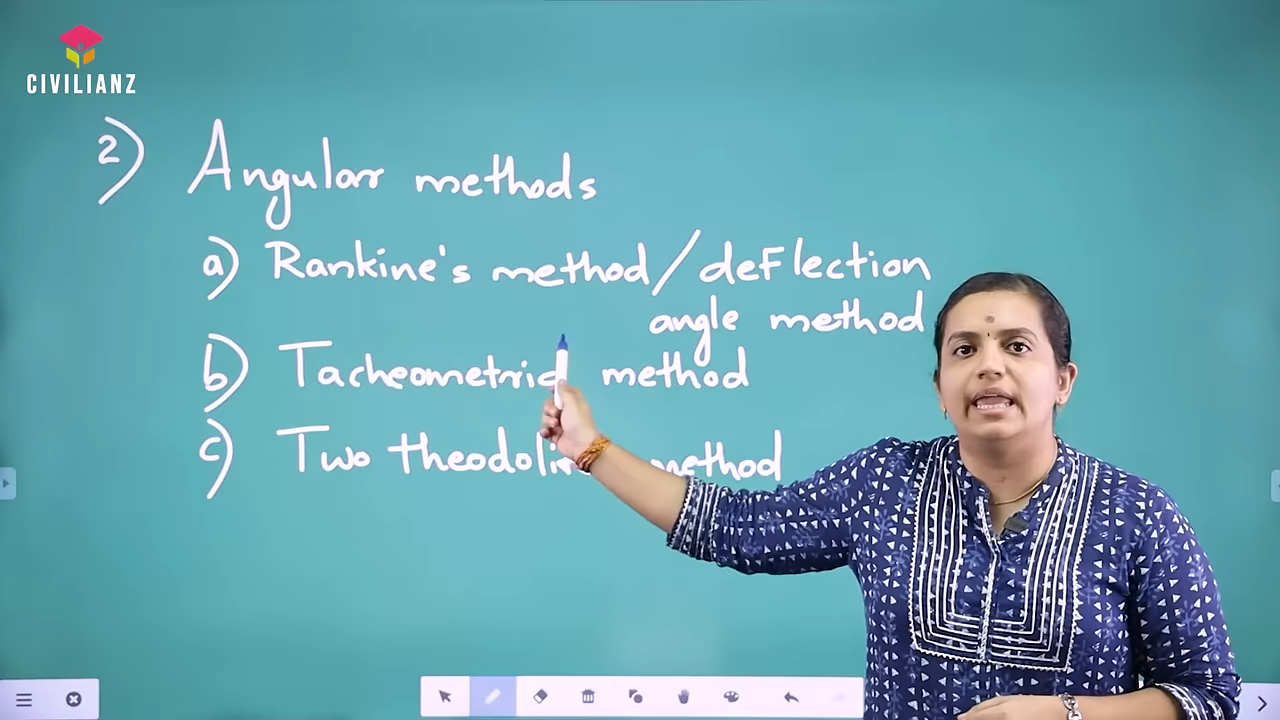 CIVILIANZ
2) Angular methods
a) Rankine's method/deflection
angle method
b) Tacheometric method
c) Two theodolite method